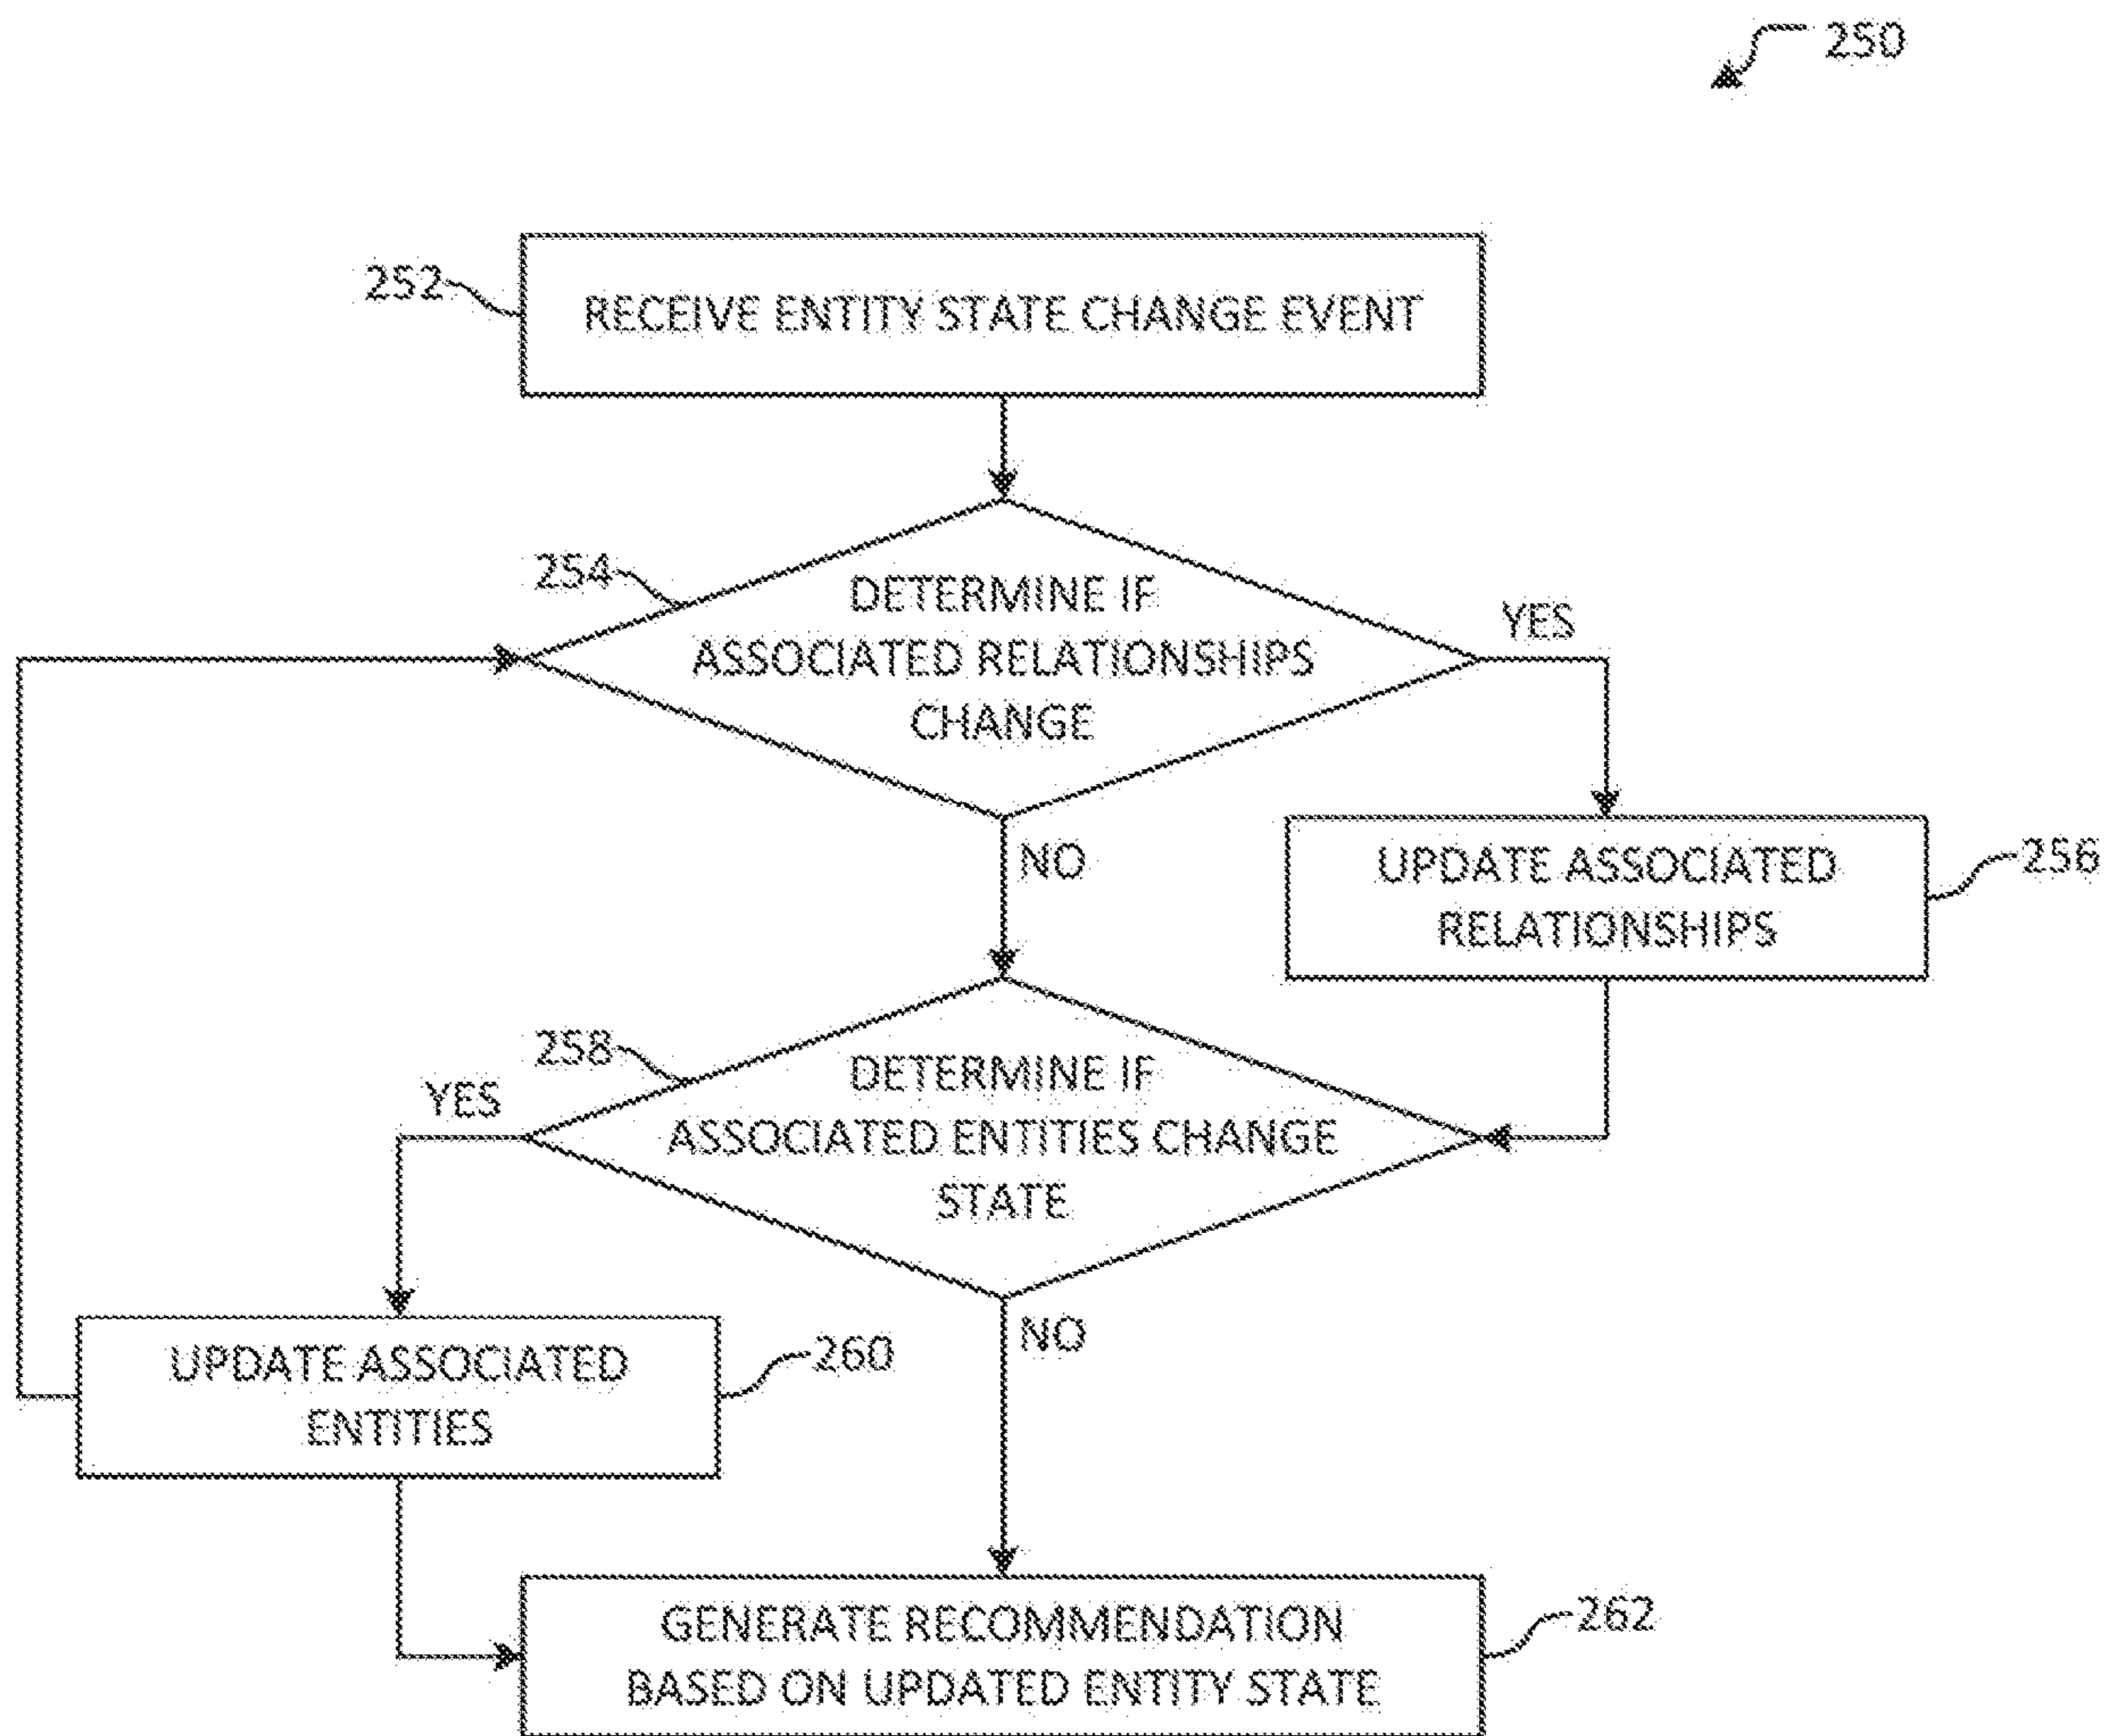 250
252
RECEIVE ENTITY STATE CHANGE EVENT
254
DETERMINE IF
ASSOCIATED RELATIONSHIPS
CHANGE
YES
NO
UPDATE ASSOCIATED
RELATIONSHIPS
256
258
DETERMINE IF
ASSOCIATED ENTITIES CHANGE
STATE
YES
NO
UPDATE ASSOCIATED
ENTITIES
260
GENERATE RECOMMENDATION
BASED ON UPDATED ENTITY STATE
262